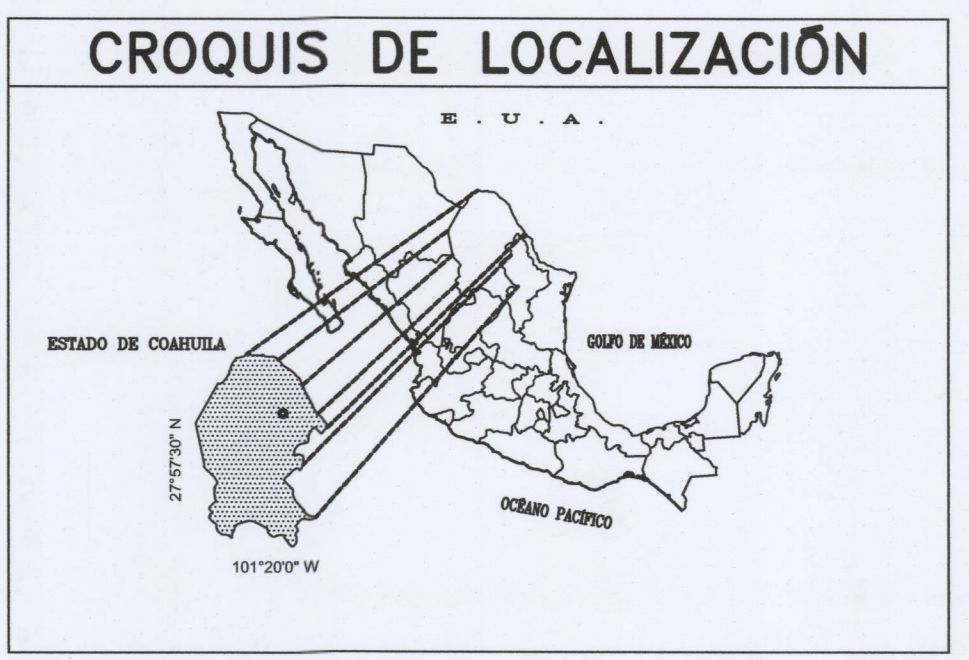 CROQUIS DE LOCALIZACIÓN
E . U . A .
ESTADO DE COAHUILA
GOLFO DE MÉXICO
27°57'30" N
OCÉANO PACÍFICO
101°20'0" W